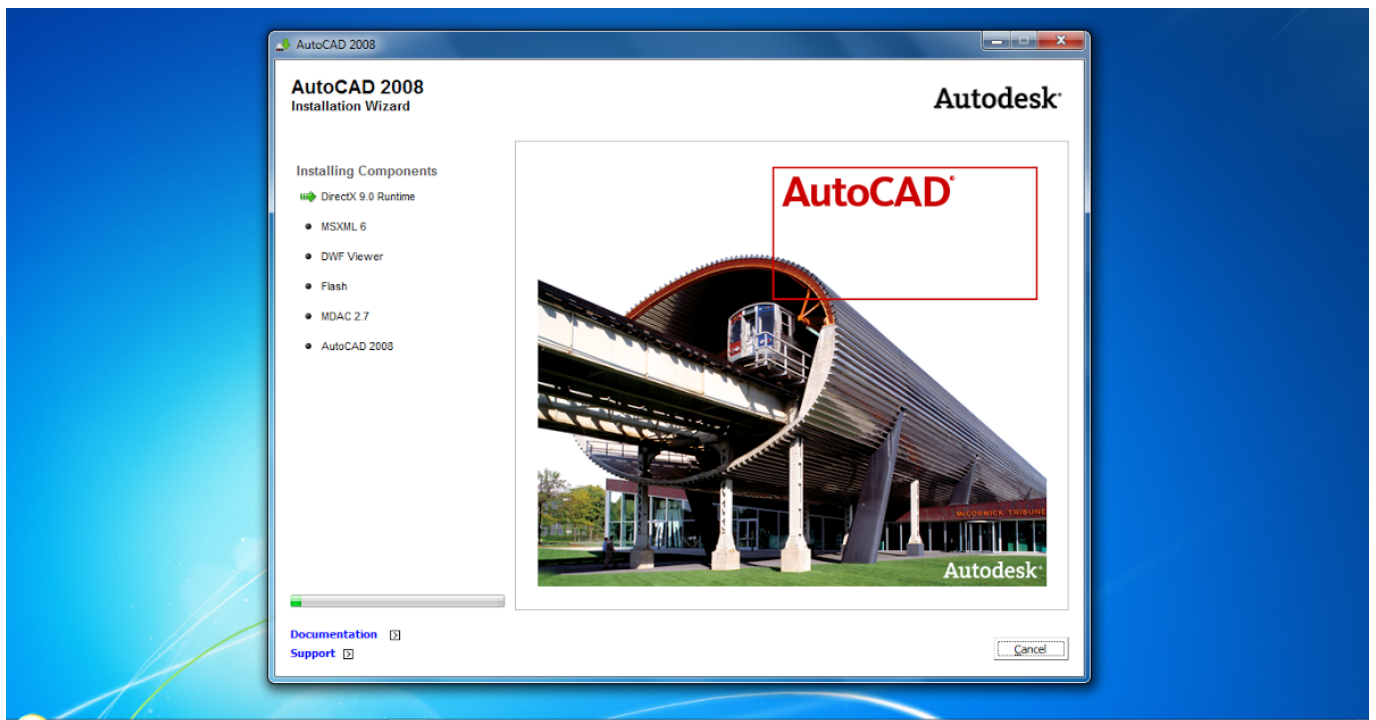 AutoCAD 2008
AutoCAD 2008
Installation Wizard
Autodesk
Installing Components
DirectX 9.0 Runtime
MSXML 6
DWF Viewer
Flash
MDAC 2.7
AutoCAD 2008
AutoCAD
McCORMICK TRIBUNE
Autodesk
Documentation
Support
Cancel